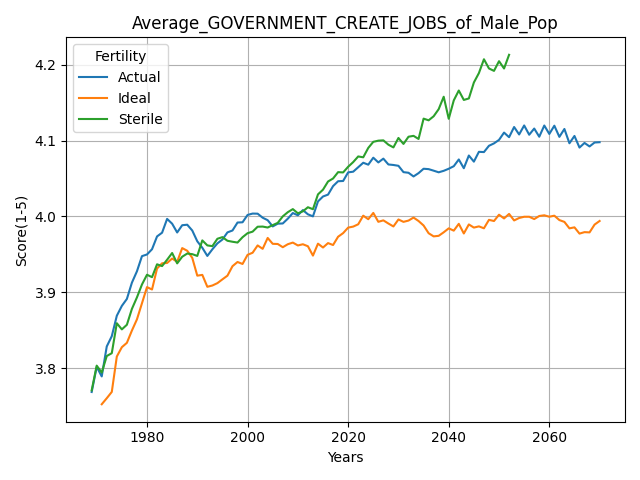 Average_GOVERNMENT_CREATE_JOBS_of_Male_Pop
Fertility
Actual
Ideal
Sterile
Score(1-5)
4.2
4.1
4.0
3.9
3.8
1980
2000
2020
2040
2060
Years